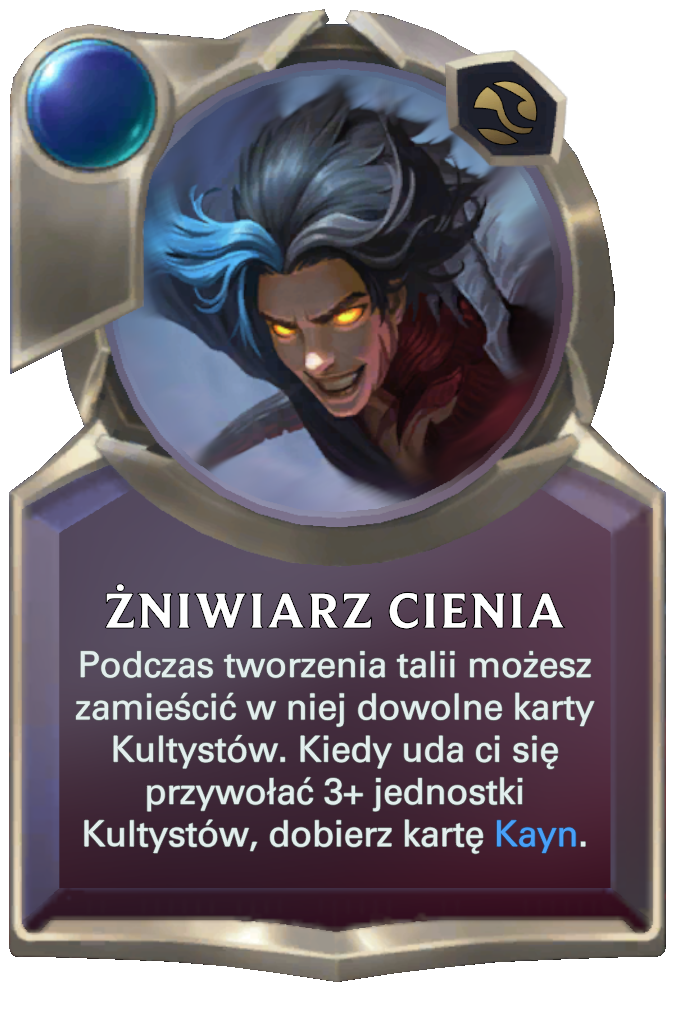 ŻNIWIARZ CIENIA
Podczas tworzenia talii możesz
zamieścić w niej dowolne karty
Kultystów. Kiedy uda ci się
przywołać 3+ jednostki
Kultystów, dobierz kartę Kayn.